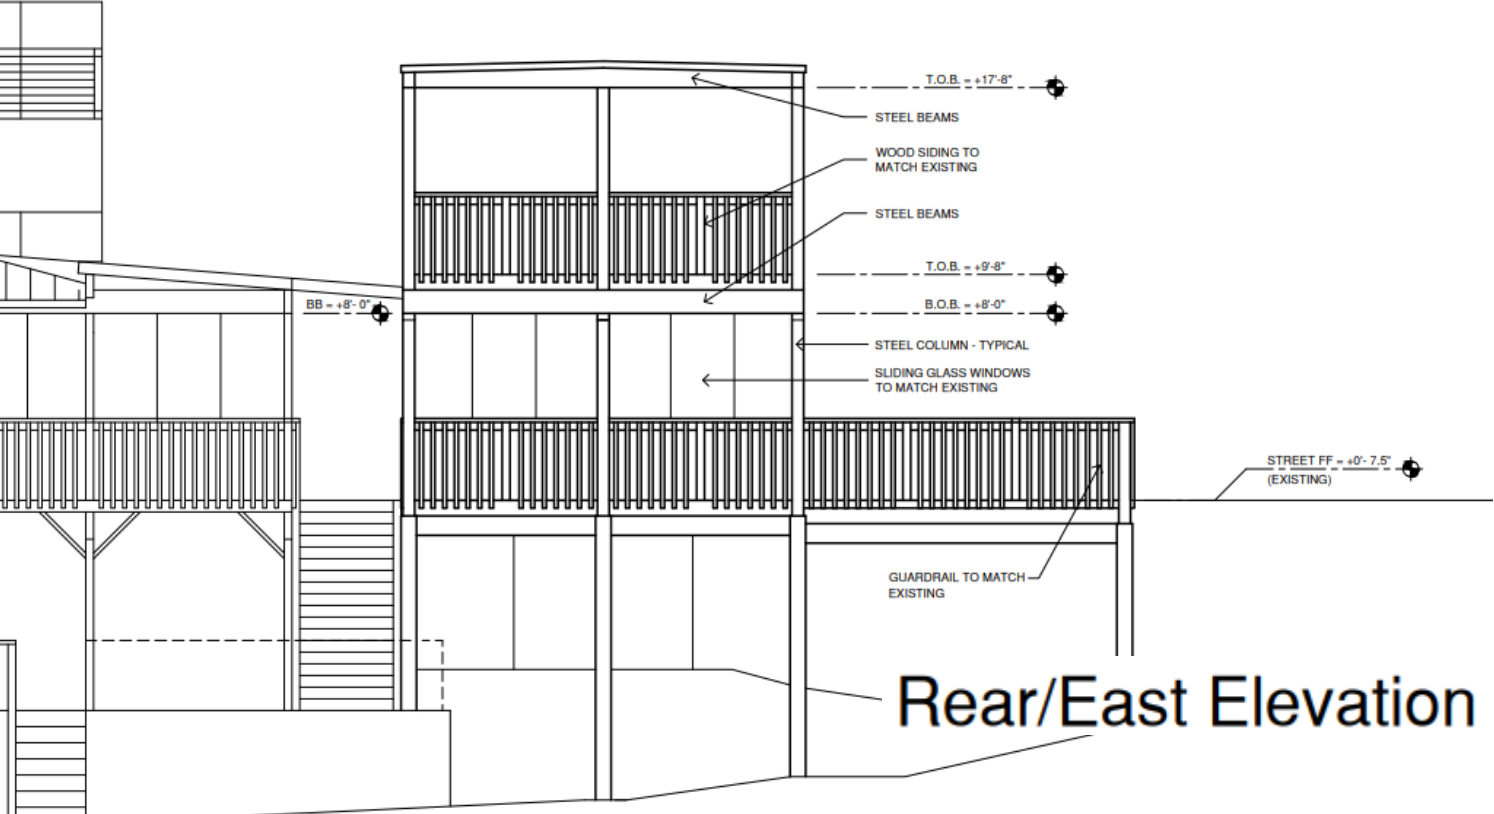 T.O.B. = +17'-8"
STEEL BEAMS
WOOD SIDING TO
MATCH EXISTING
STEEL BEAMS
T.O.B. = +9'-8"
BB = +8'- 0"
B.O.B. = +8'-0"
STEEL COLUMN - TYPICAL
SLIDING GLASS WINDOWS
TO MATCH EXISTING
STREET FF = +0'- 7.5"
(EXISTING)
GUARDRAIL TO MATCH
EXISTING
Rear/East Elevation